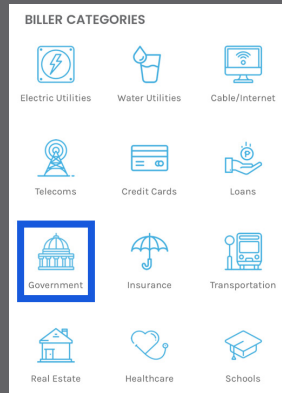 BILLER CATEGORIES
Electric Utilities Water Utilities Cable/Internet
Telecoms Credit Cards Loans
Government Insurance Transportation
Real Estate Healthcare Schools